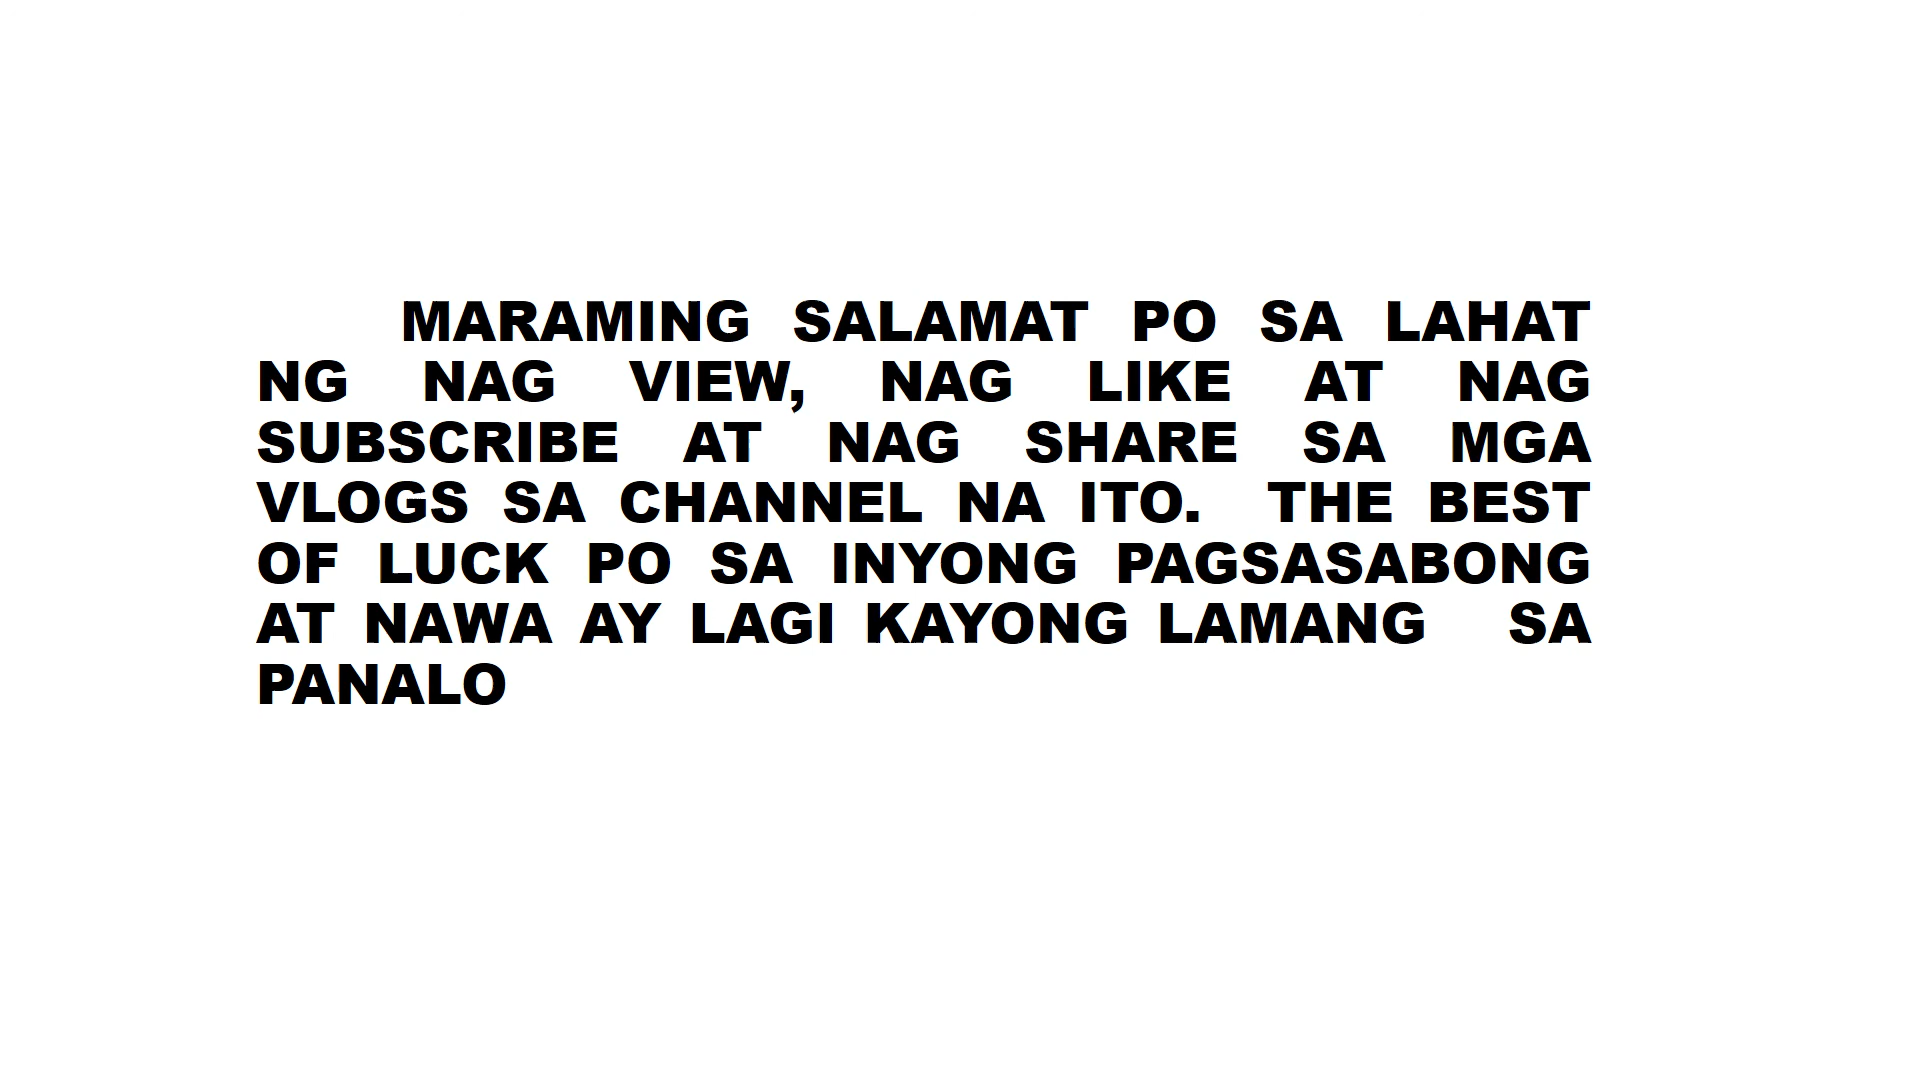 MARAMING SALAMAT PO SA LAHAT
NG NAG VIEW, NAG LIKE AT NAG
SUBSCRIBE AT NAG SHARE SA MGA
VLOGS SA CHANNEL NA ITO. THE BEST
OF LUCK PO SA INYONG PAGSASABONG
AT NAWA AY LAGI KAYONG LAMANG SA
PANALO